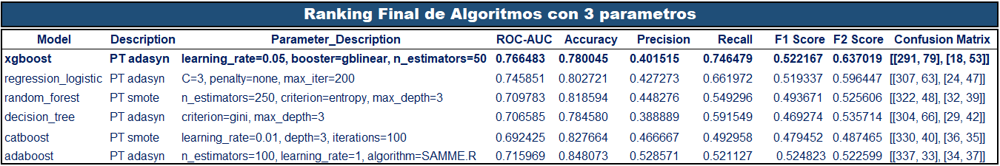 Ranking Final de Algoritmos con 3 parametros
Model Description Parameter_Description ROC-AUC Accuracy Precision Recall F1 Score F2 Score Confusion Matrix
xgboost PT adasyn learning_rate=0.05, booster=gblinear, n_estimators=50 0.766483 0.780045 0.401515 0.746479 0.522167 0.637019 [[291, 79], [18, 53]]
regression_logistic PT adasyn C=3, penalty=none, max_iter=200 0.745851 0.802721 0.427273 0.661972 0.519337 0.596447 [[307, 63], [24, 47]]
random_forest PT smote n_estimators=250, criterion=entropy, max_depth=3 0.709783 0.818594 0.448276 0.549296 0.493671 0.525606 [[322, 48], [32, 39]]
decision_tree PT adasyn criterion=gini, max_depth=3 0.706585 0.784580 0.388889 0.591549 0.469274 0.535714 [[304, 66], [29, 42]]
catboost PT smote learning_rate=0.01, depth=3, iterations=100 0.692425 0.827664 0.466667 0.492958 0.479452 0.487465 [[330, 40], [36, 35]]
adaboost PT adasyn n_estimators=100, learning_rate=1, algorithm=SAMME.R 0.715969 0.848073 0.528571 0.521127 0.524823 0.522599 [[337, 33], [34, 37]]